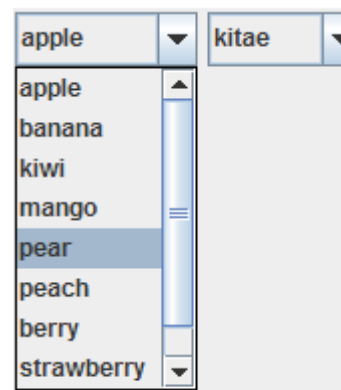 apple kitae
apple
banana
kiwi
mango
pear
peach
berry
strawberry